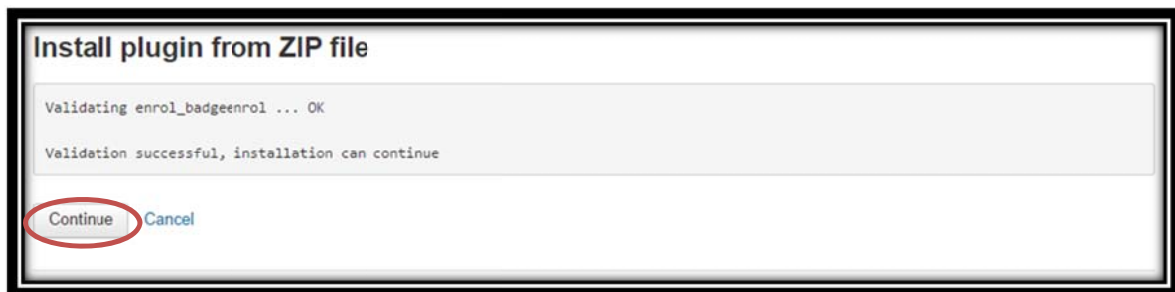 Install plugin from ZIP file
Validating enrol_badgeenrol ... OK
Validation successful, installation can continue
Continue Cancel